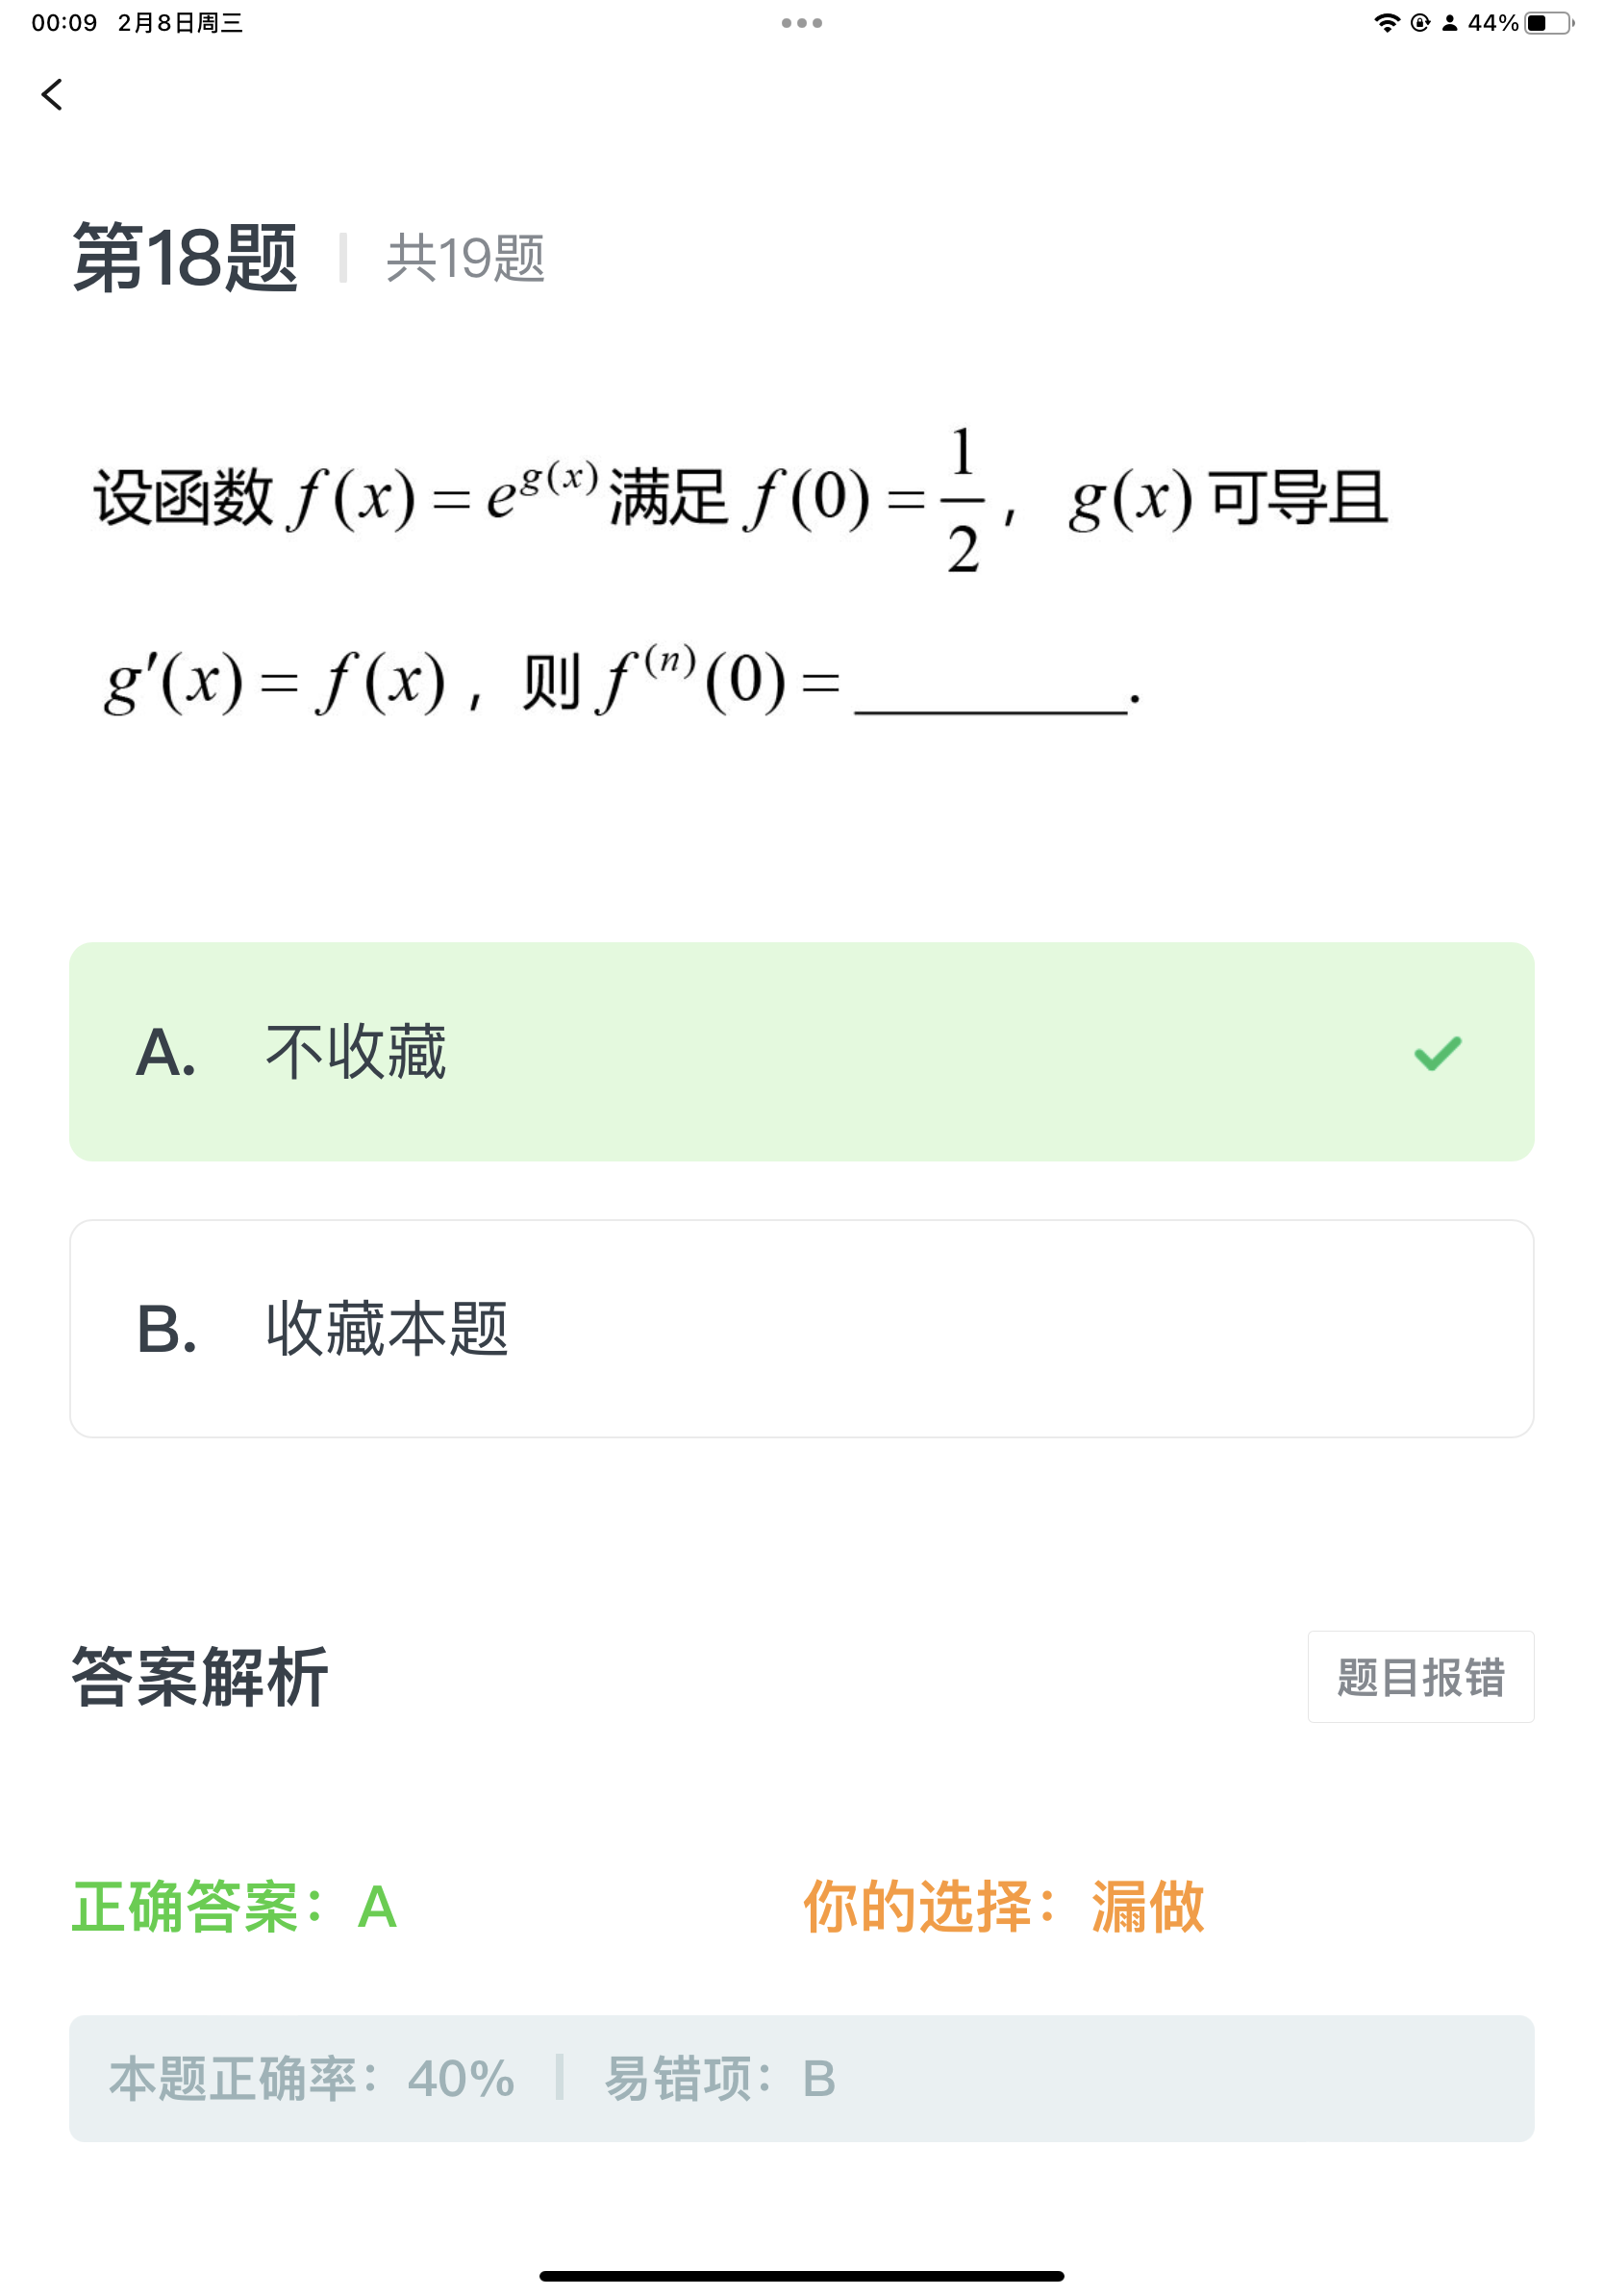 00:09 2月8日周三
44%
第18题 共19题
设函数 f(x) = e^{g(x)} 满足 f(0) = \frac{1}{2}， g(x) 可导且
g′(x) = f(x)，则 f^{(n)}(0) = ________.
A. 不收藏
B. 收藏本题
答案解析 题目报错
正确答案：A 你的选择：漏做
本题正确率：40% 易错项：B